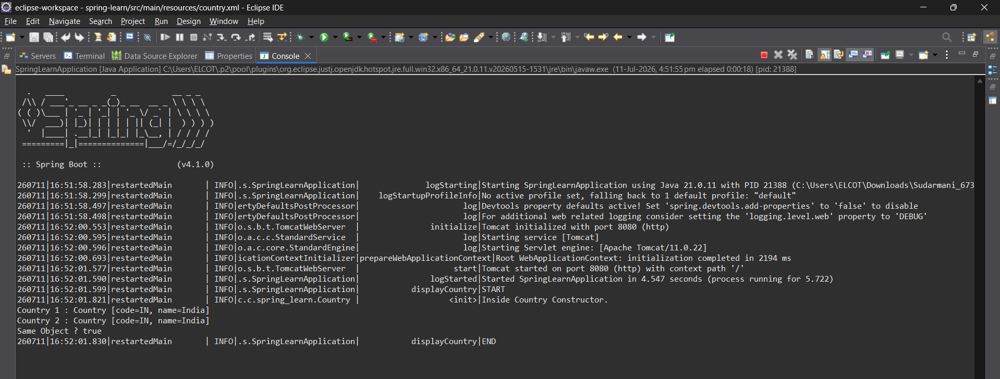 eclipse-workspace - spring-learn/src/main/resources/country.xml - Eclipse IDE
File Edit Navigate Search Project Run Design Window Help
Servers Terminal Data Source Explorer Properties Console
SpringLearnApplication [Java Application] C:\Users\ELCOT\.p2\pool\plugins\org.eclipse.justj.openjdk.hotspot.jre.full.win32.x86_64_21.0.11.v20260515-1531\jre\bin\javaw.exe (11-Jul-2026, 4:51:55 pm elapsed 0:00:18) [pid: 21388]
  .   ____          _            __ _ _
 /\\ / ___'_ __ _ _(_)_ __  __ _ \ \ \ \
( ( )\___ | '_ | '_| | '_ \/ _` | \ \ \ \
 \\/  ___)| |_)| | | | | || (_| |  ) ) ) )
  '  |____| .__|_| |_|_| |_\__, | / / / /
 =========|_|==============|___/=/_/_/_/
 :: Spring Boot ::                (v4.1.0)
260711|16:51:58.283|restartedMain       | INFO|.s.SpringLearnApplication|              logStarting|Starting SpringLearnApplication using Java 21.0.11 with PID 21388 (C:\Users\ELCOT\Downloads\Sudarmani_673
260711|16:51:58.299|restartedMain       | INFO|.s.SpringLearnApplication|    logStartupProfileInfo|No active profile set, falling back to 1 default profile: "default"
260711|16:51:58.497|restartedMain       | INFO|ertyDefaultsPostProcessor|                      log|Devtools property defaults active! Set 'spring.devtools.add-properties' to 'false' to disable
260711|16:51:58.498|restartedMain       | INFO|ertyDefaultsPostProcessor|                      log|For additional web related logging consider setting the 'logging.level.web' property to 'DEBUG'
260711|16:52:00.553|restartedMain       | INFO|o.s.b.t.TomcatWebServer  |               initialize|Tomcat initialized with port 8080 (http)
260711|16:52:00.595|restartedMain       | INFO|o.a.c.c.StandardService  |                      log|Starting service [Tomcat]
260711|16:52:00.596|restartedMain       | INFO|o.a.c.core.StandardEngine|                      log|Starting Servlet engine: [Apache Tomcat/11.0.22]
260711|16:52:00.693|restartedMain       | INFO|icationContextInitializer|prepareWebApplicationContext|Root WebApplicationContext: initialization completed in 2194 ms
260711|16:52:01.577|restartedMain       | INFO|o.s.b.t.TomcatWebServer  |                    start|Tomcat started on port 8080 (http) with context path '/'
260711|16:52:01.590|restartedMain       | INFO|.s.SpringLearnApplication|               logStarted|Started SpringLearnApplication in 4.547 seconds (process running for 5.722)
260711|16:52:01.599|restartedMain       | INFO|.s.SpringLearnApplication|           displayCountry|START
260711|16:52:01.821|restartedMain       | INFO|c.c.spring_learn.Country |                   <init>|Inside Country Constructor.
Country 1 : Country [code=IN, name=India]
Country 2 : Country [code=IN, name=India]
Same Object ? true
260711|16:52:01.830|restartedMain       | INFO|.s.SpringLearnApplication|           displayCountry|END